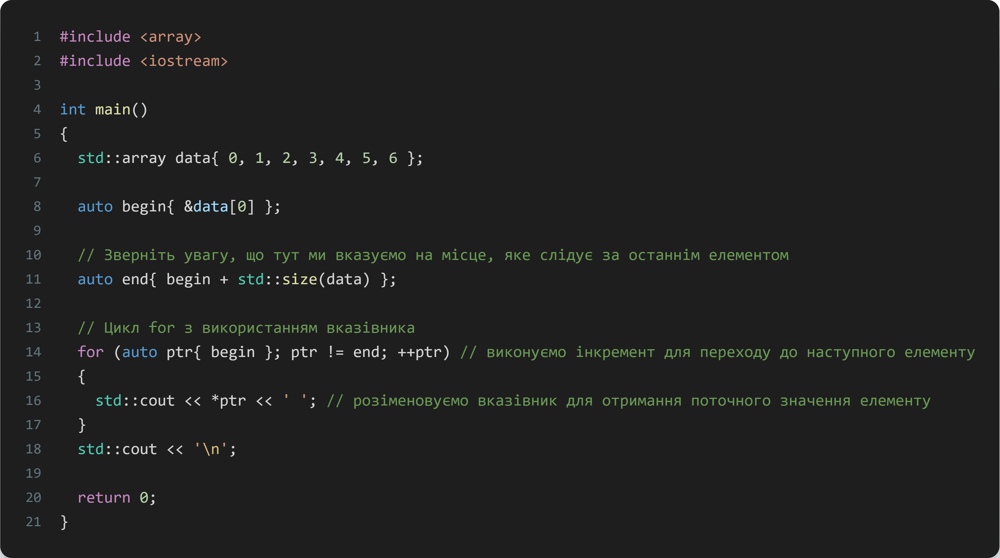 1 #include <array>
2 #include <iostream>
3
4 int main()
5 {
6   std::array data{ 0, 1, 2, 3, 4, 5, 6 };
7
8   auto begin{ &data[0] };
9
10   // Зверніть увагу, що тут ми вказуємо на місце, яке слідує за останнім елементом
11   auto end{ begin + std::size(data) };
12
13   // Цикл for з використанням вказівника
14   for (auto ptr{ begin }; ptr != end; ++ptr) // виконуємо інкремент для переходу до наступного елементу
15   {
16     std::cout << *ptr << ' '; // розіменовуємо вказівник для отримання поточного значення елементу
17   }
18   std::cout << '\n';
19
20   return 0;
21 }